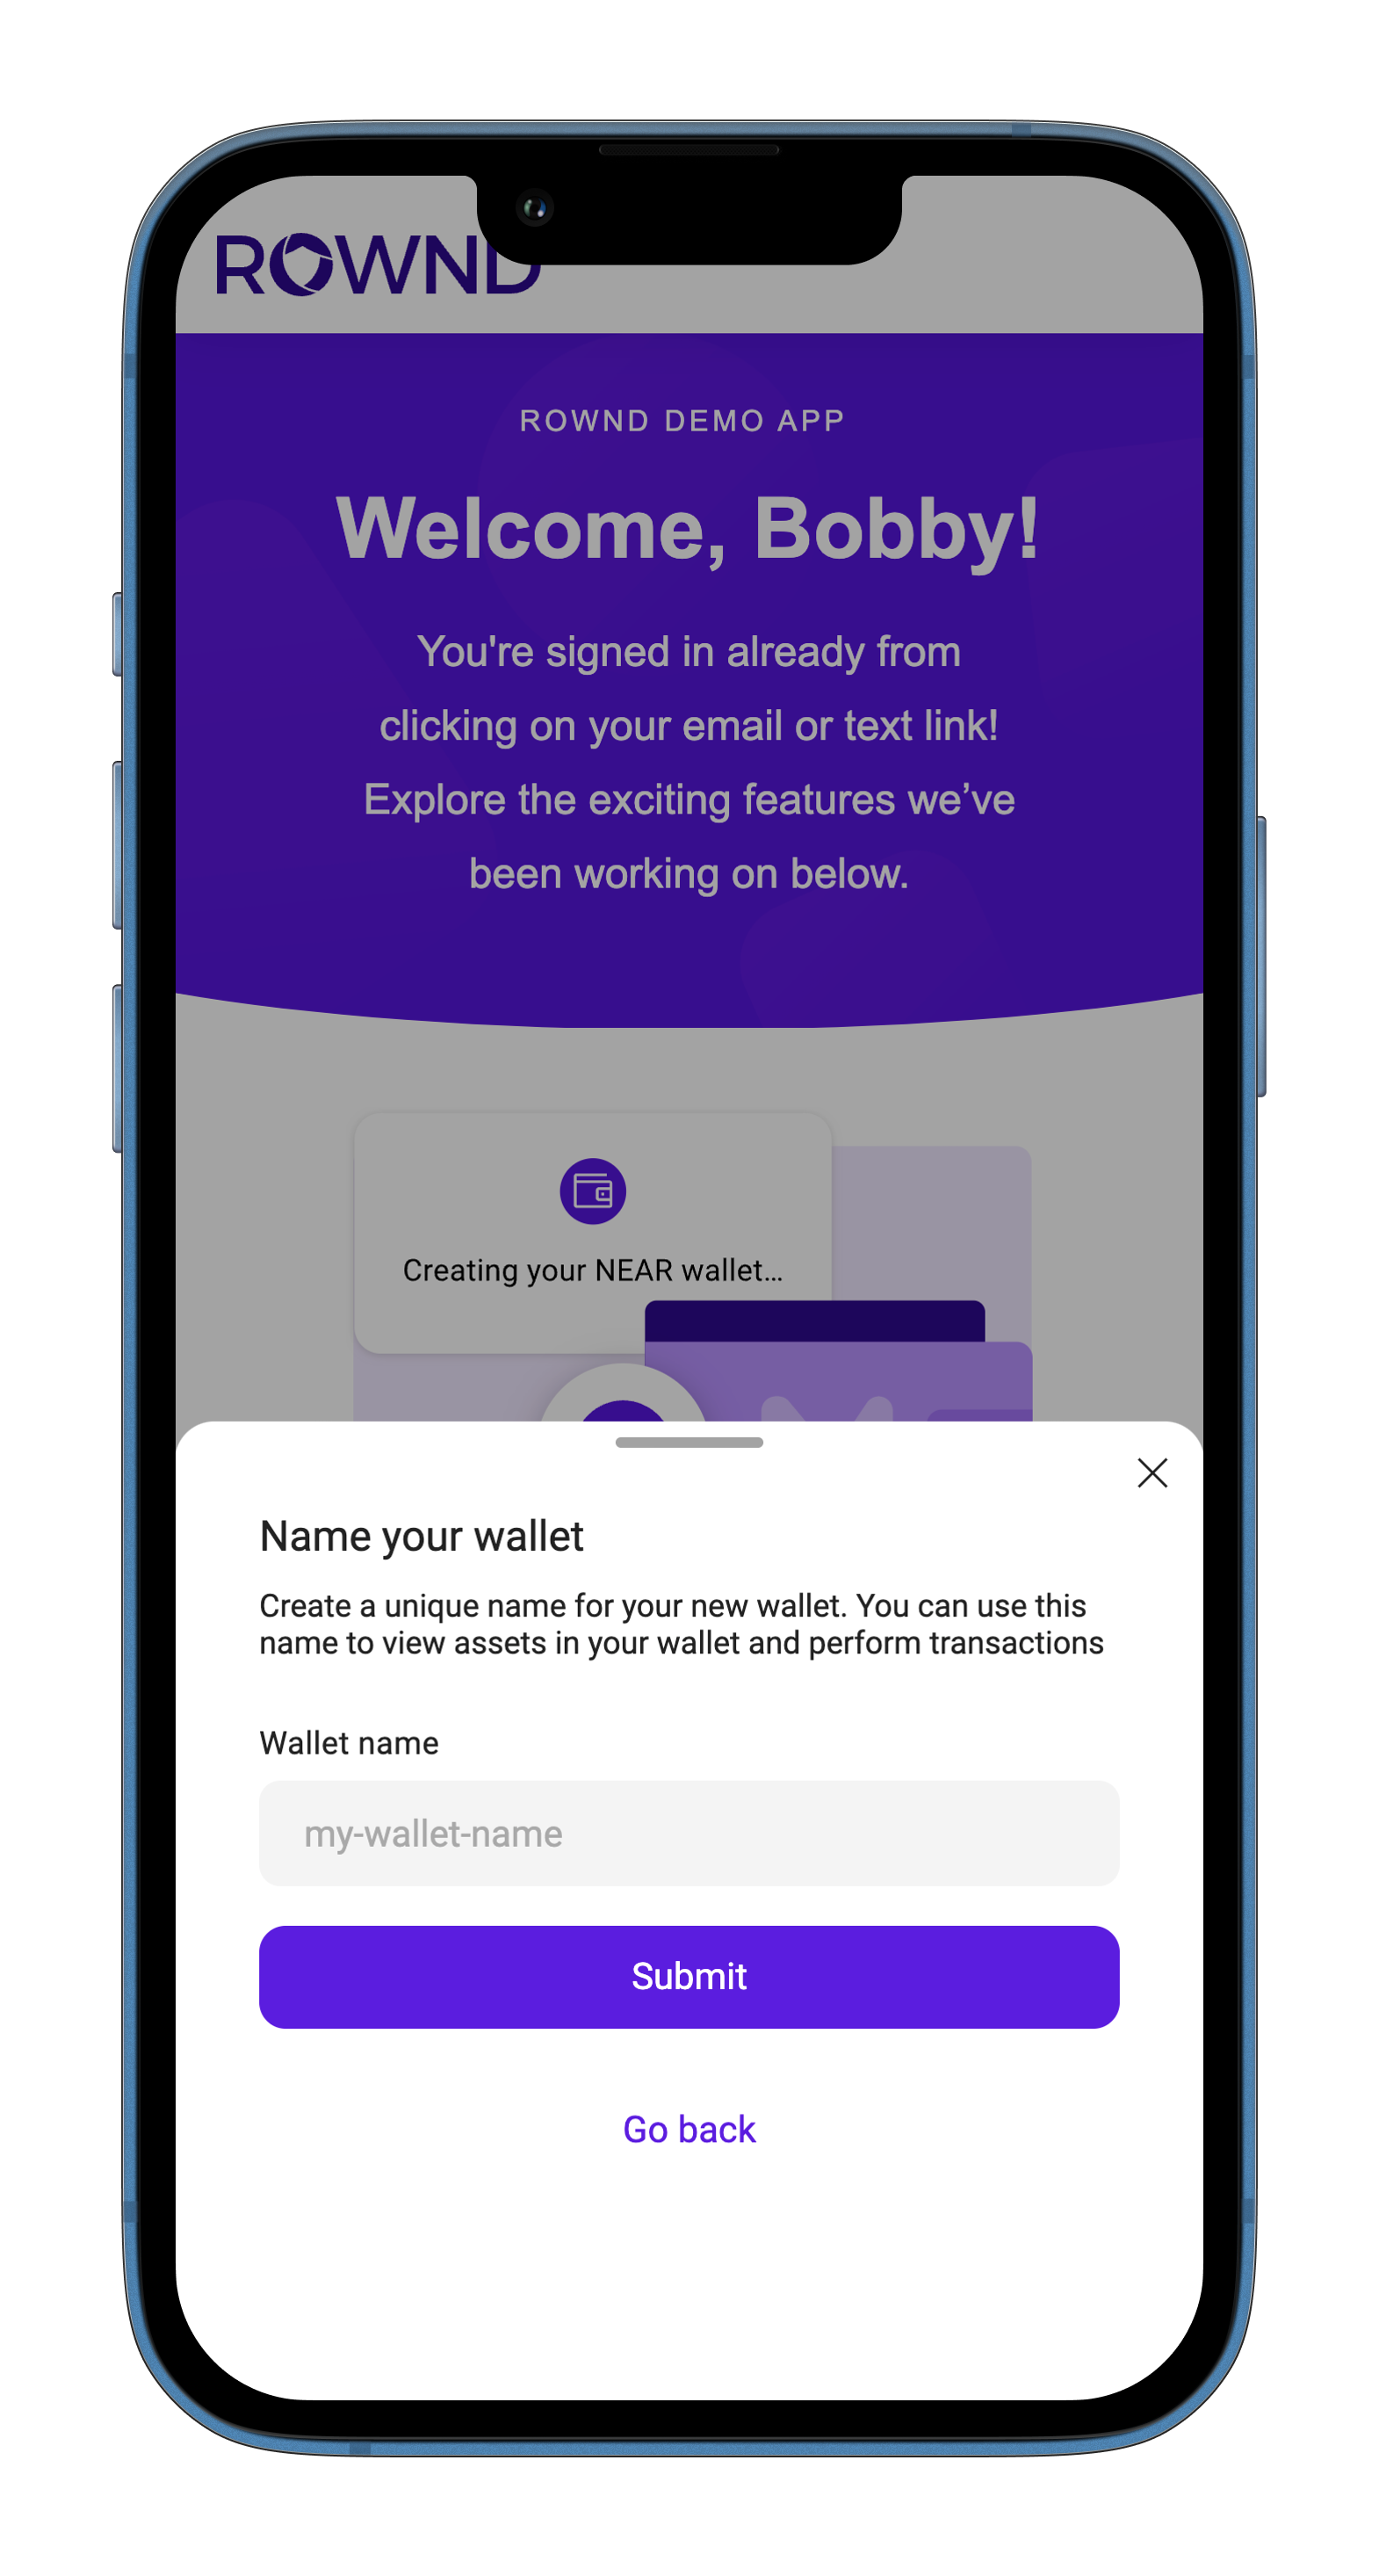 ROWND
ROWND DEMO APP
Welcome, Bobby!
You're signed in already from
clicking on your email or text link!
Explore the exciting features we’ve
been working on below.
Creating your NEAR wallet...
Name your wallet
Create a unique name for your new wallet. You can use this
name to view assets in your wallet and perform transactions
Wallet name
my-wallet-name
Submit
Go back